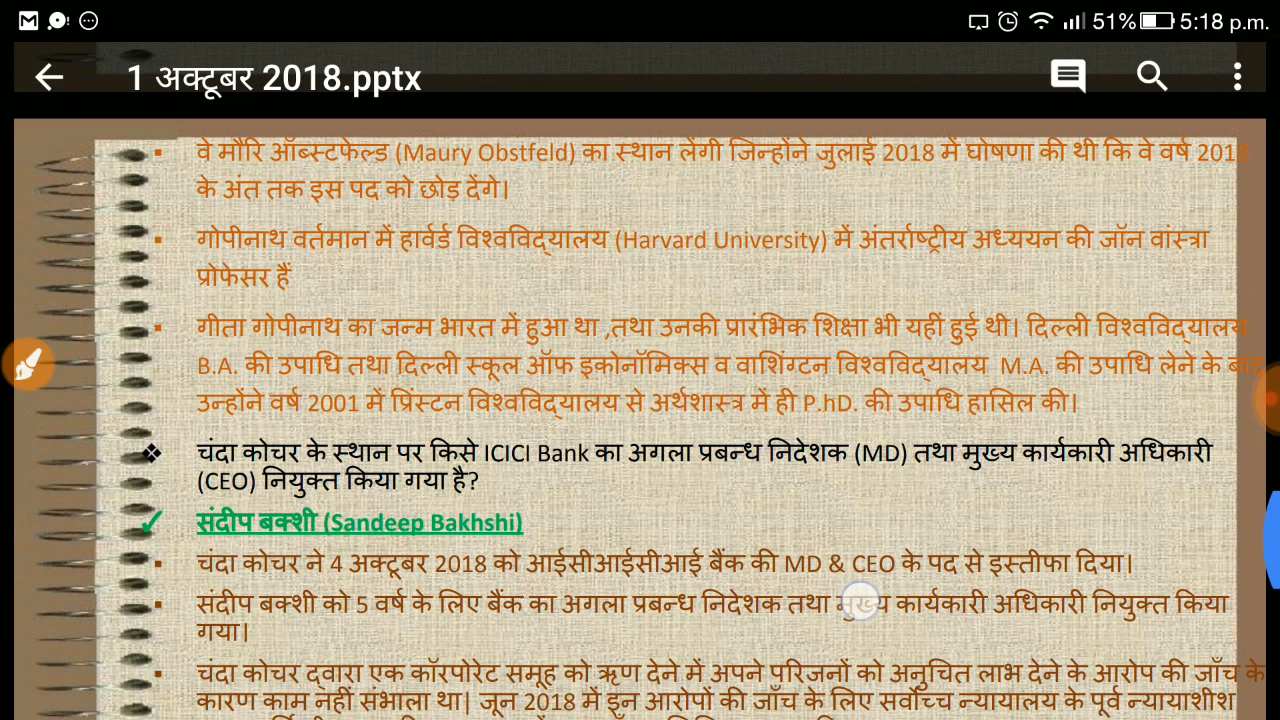 51% 5:18 p.m.
1 अक्टूबर 2018.pptx
▪ वे मौरि ऑब्स्टफेल्ड (Maury Obstfeld) का स्थान लेंगी जिन्होंने जुलाई 2018 में घोषणा की थी कि वे वर्ष 2018
के अंत तक इस पद को छोड़ देंगे।
▪ गोपीनाथ वर्तमान में हार्वर्ड विश्वविद्यालय (Harvard University) में अंतर्राष्ट्रीय अध्ययन की जॉन वांस्त्रा
प्रोफेसर हैं
▪ गीता गोपीनाथ का जन्म भारत में हुआ था ,तथा उनकी प्रारंभिक शिक्षा भी यहीं हुई थी। दिल्ली विश्वविद्यालय
B.A. की उपाधि तथा दिल्ली स्कूल ऑफ इकोनॉमिक्स व वाशिंग्टन विश्वविद्यालय M.A. की उपाधि लेने के बाद
उन्होंने वर्ष 2001 में प्रिंस्टन विश्वविद्यालय से अर्थशास्त्र में ही P.hD. की उपाधि हासिल की।
❖ चंदा कोचर के स्थान पर किसे ICICI Bank का अगला प्रबन्ध निदेशक (MD) तथा मुख्य कार्यकारी अधिकारी
(CEO) नियुक्त किया गया है?
✓ संदीप बक्शी (Sandeep Bakhshi)
▪ चंदा कोचर ने 4 अक्टूबर 2018 को आईसीआईसीआई बैंक की MD & CEO के पद से इस्तीफा दिया।
▪ संदीप बक्शी को 5 वर्ष के लिए बैंक का अगला प्रबन्ध निदेशक तथा मुख्य कार्यकारी अधिकारी नियुक्त किया
गया।
▪ चंदा कोचर द्वारा एक कॉरपोरेट समूह को ऋण देने में अपने परिजनों को अनुचित लाभ देने के आरोप की जाँच के
कारण काम नहीं संभाला था| जून 2018 में इन आरोपों की जाँच के लिए सर्वोच्च न्यायालय के पूर्व न्यायाशीश